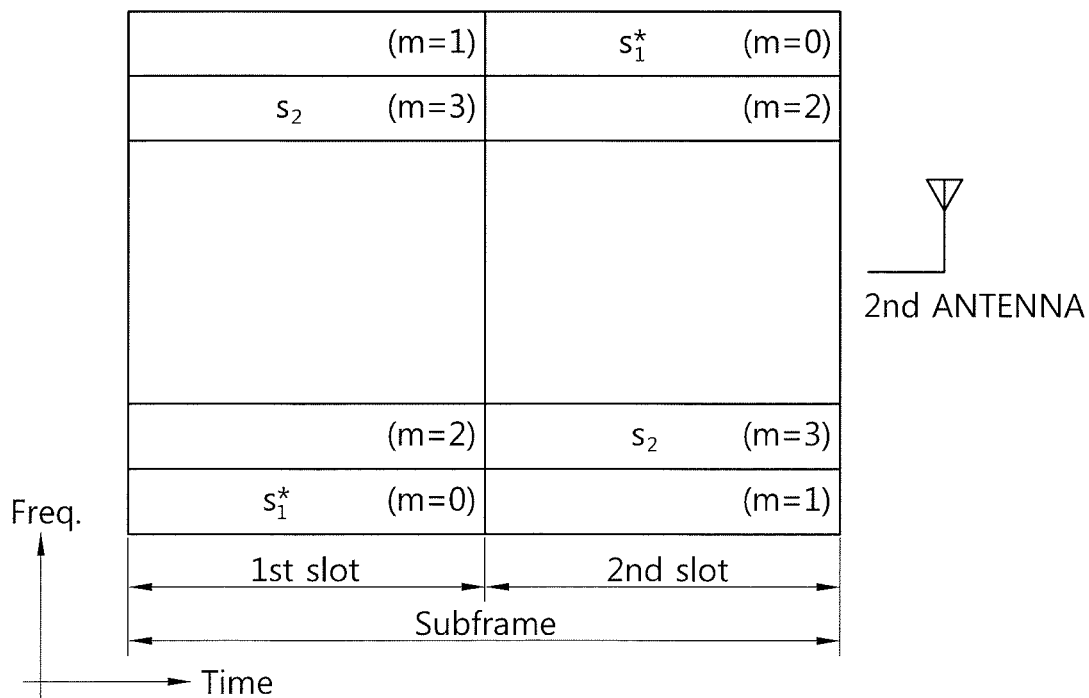 (m=1) s₁* (m=0)
s₂ (m=3) (m=2)
2nd ANTENNA
(m=2) s₂ (m=3)
s₁* (m=0) (m=1)
Freq.
1st slot 2nd slot
Subframe
Time